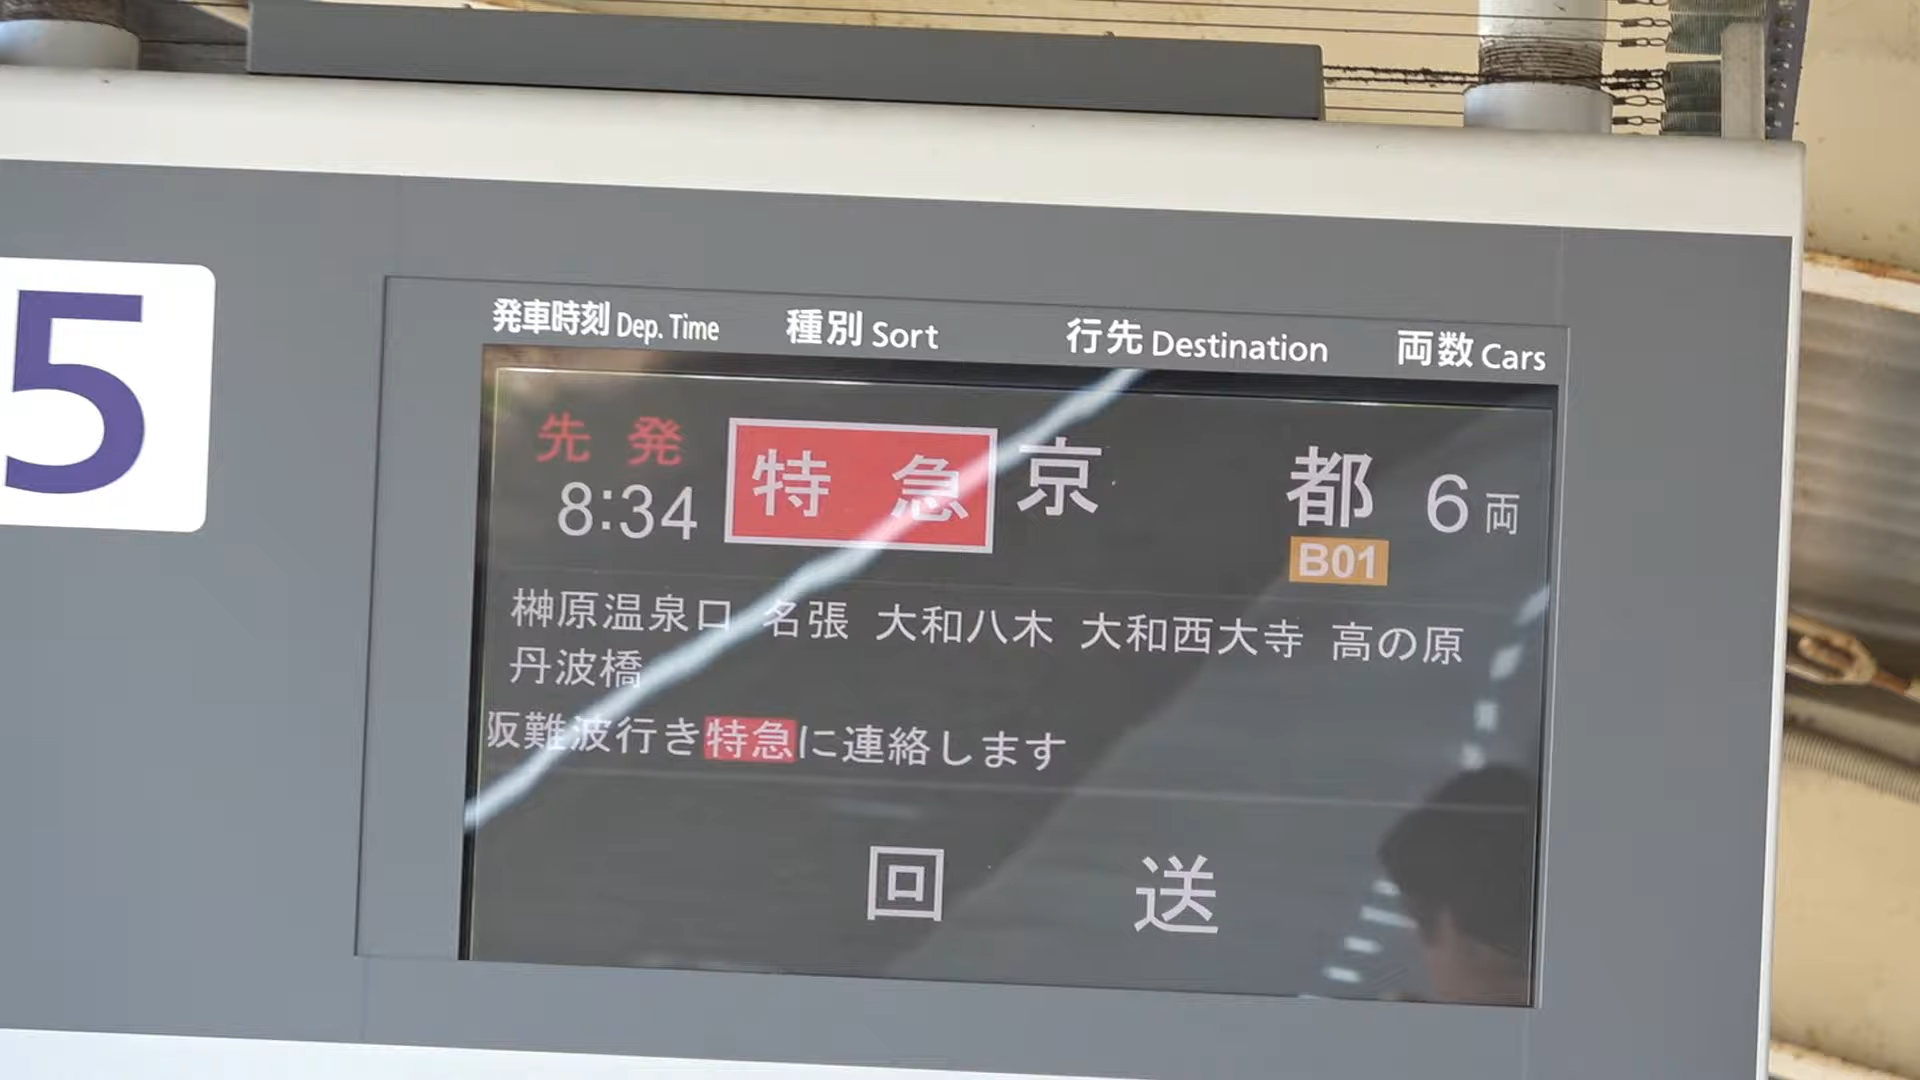 5
発車時刻 Dep. Time 種別 Sort 行先 Destination 両数 Cars
先発
8:34 特急 京都 6両
B01
榊原温泉口 名張 大和八木 大和西大寺 高の原
丹波橋
阪難波行き特急に連絡します
回送